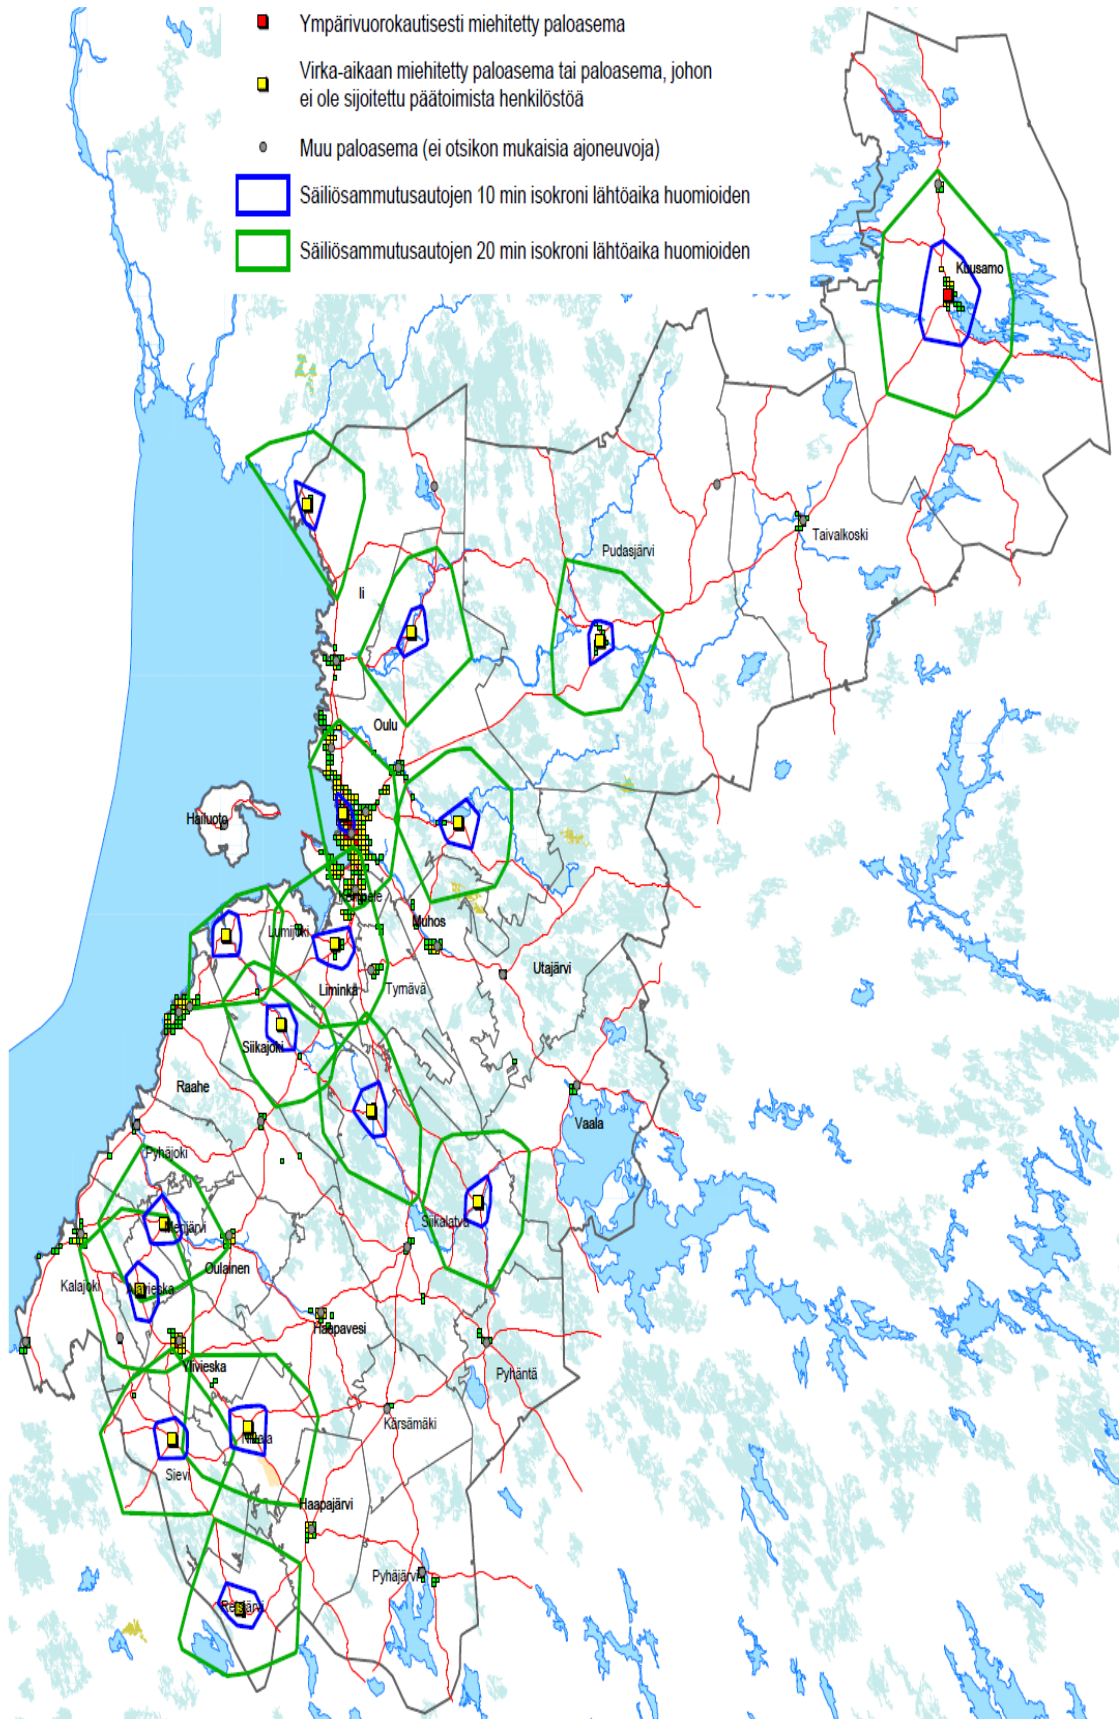 Ympärivuorokautisesti miehitetty paloasema
Virka-aikaan miehitetty paloasema tai paloasema, johon
ei ole sijoitettu päätoimista henkilöstöä
Muu paloasema (ei otsikon mukaisia ajoneuvoja)
Säiliösammutusautojen 10 min isokroni lähtöaika huomioiden
Säiliösammutusautojen 20 min isokroni lähtöaika huomioiden
Kuusamo
Taivalkoski
Pudasjärvi
Ii
Oulu
Hailuoto
Kempele
Lumijoki
Muhos
Utajärvi
Liminka
Tyrnävä
Siikajoki
Raahe
Vaala
Pyhäjoki
Siikalatva
Merijärvi
Oulainen
Kalajoki
Alavieska
Haapavesi
Ylivieska
Pyhäntä
Kärsämäki
Nivala
Sievi
Haapajärvi
Pyhäjärvi
Reisjärvi